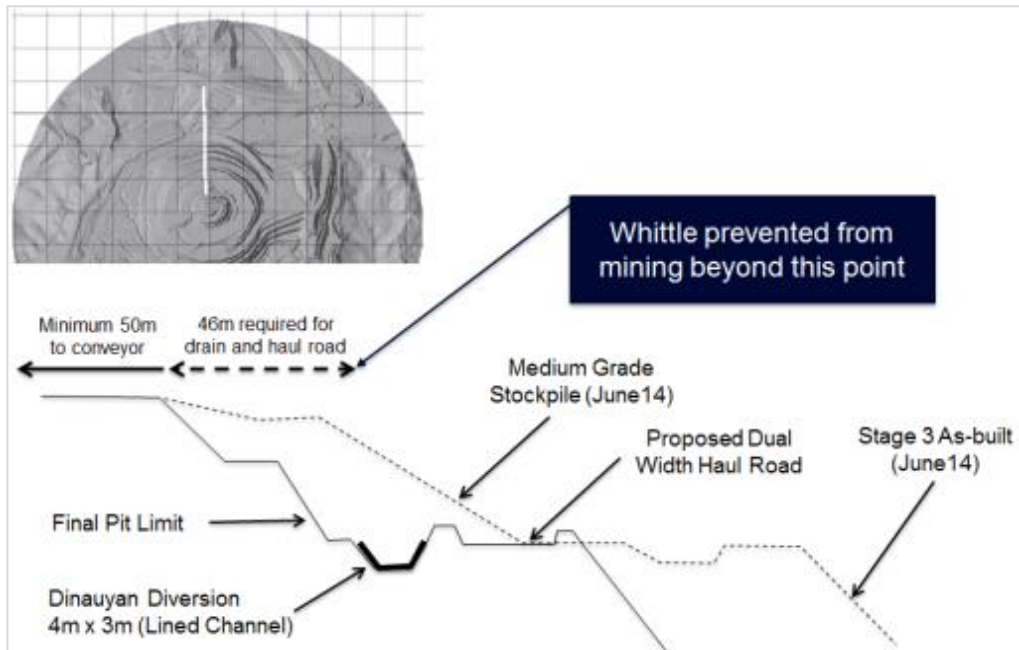 Whittle prevented from
mining beyond this point
Minimum 50m
to conveyor
46m required for
drain and haul road
Medium Grade
Stockpile (June14)
Proposed Dual
Width Haul Road
Stage 3 As-built
(June14)
Final Pit Limit
Dinauyan Diversion
4m x 3m (Lined Channel)